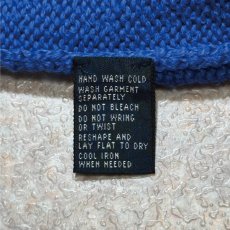 HAND WASH COLD
WASH GARMENT
SEPARATELY
DO NOT BLEACH
DO NOT WRING
OR TWIST
RESHAPE AND
LAY FLAT TO DRY
COOL IRON
WHEN NEEDED